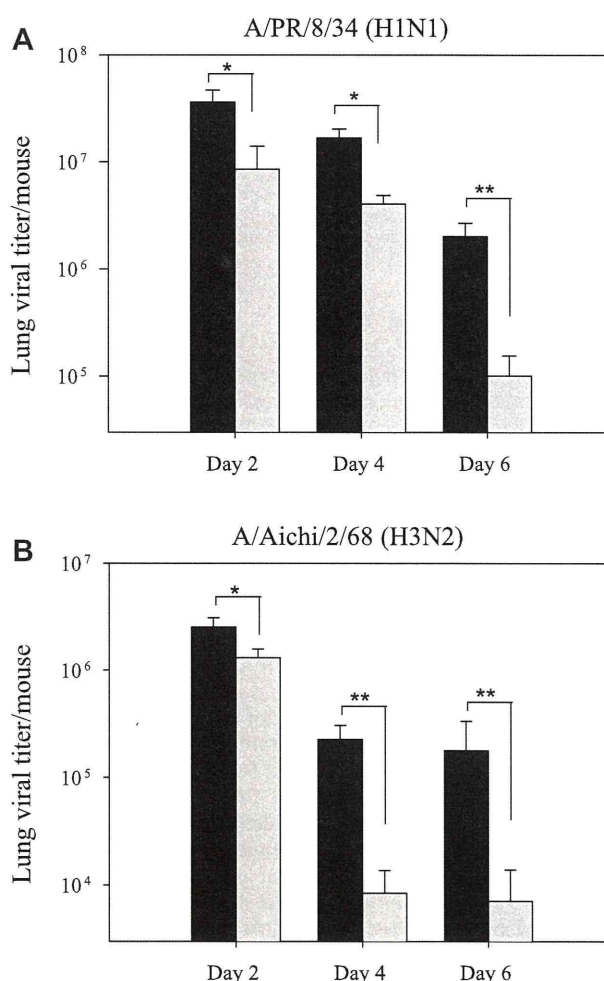 A
A/PR/8/34 (H1N1)
Lung viral titer/mouse
10⁸
10⁷
10⁶
10⁵
*
*
**
Day 2
Day 4
Day 6
B
A/Aichi/2/68 (H3N2)
Lung viral titer/mouse
10⁷
10⁶
10⁵
10⁴
*
**
**
Day 2
Day 4
Day 6